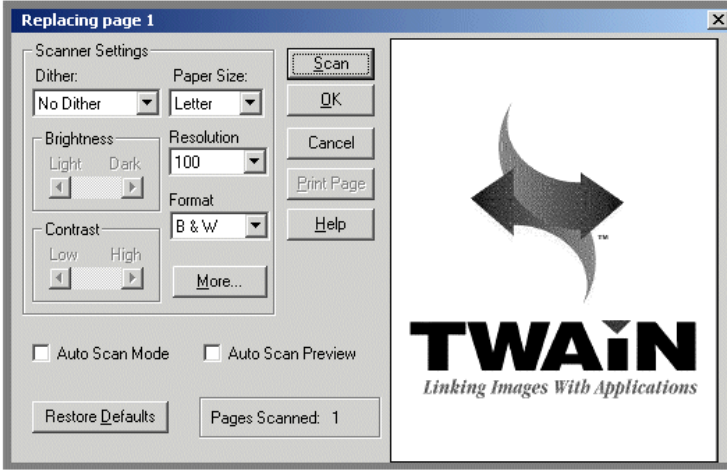 Replacing page 1
Scanner Settings
Dither:
Paper Size:
No Dither
Letter
Brightness
Light Dark
Resolution
100
Format
B & W
Contrast
Low High
More...
Scan
OK
Cancel
Print Page
Help
Auto Scan Mode
Auto Scan Preview
Restore Defaults
Pages Scanned: 1
TM
TWAIN
Linking Images With Applications